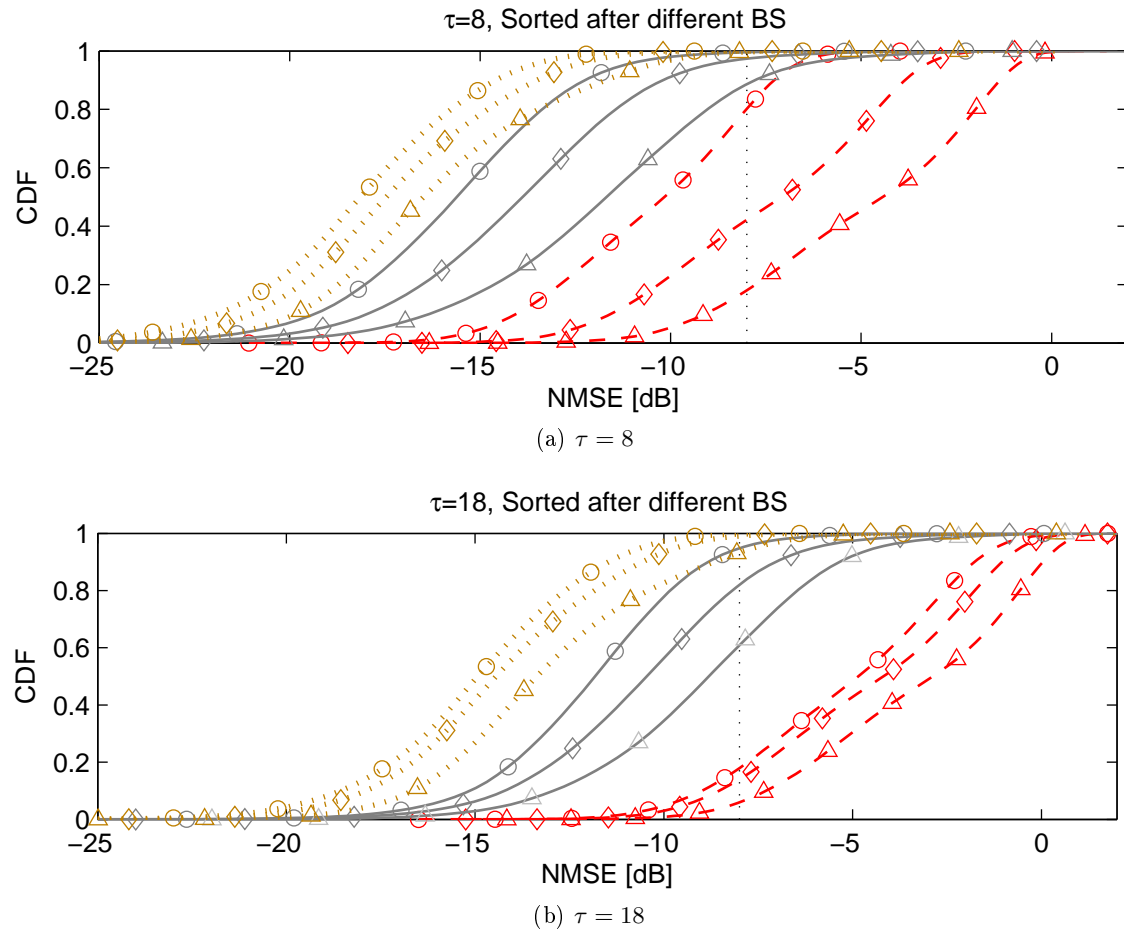 τ=8, Sorted after different BS
1
0.8
0.6
0.4
0.2
0
CDF
−25 −20 −15 −10 −5 0
NMSE [dB]
(a) τ = 8
τ=18, Sorted after different BS
1
0.8
0.6
0.4
0.2
0
CDF
−25 −20 −15 −10 −5 0
NMSE [dB]
(b) τ = 18